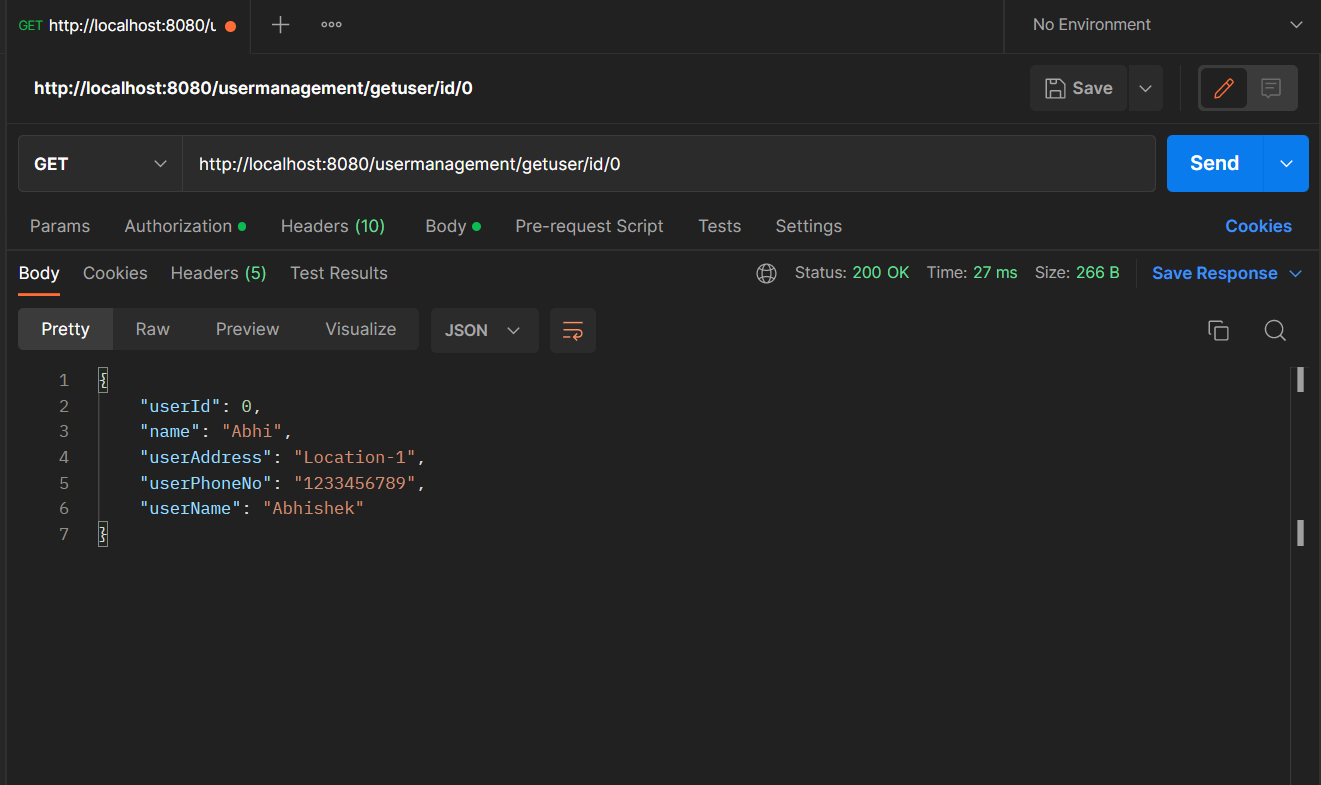 GET http://localhost:8080/u
No Environment
http://localhost:8080/usermanagement/getuser/id/0
Save
GET http://localhost:8080/usermanagement/getuser/id/0 Send
Params Authorization Headers (10) Body Pre-request Script Tests Settings Cookies
Body Cookies Headers (5) Test Results Status: 200 OK Time: 27 ms Size: 266 B Save Response
Pretty Raw Preview Visualize JSON
1 {
2 "userId": 0,
3 "name": "Abhi",
4 "userAddress": "Location-1",
5 "userPhoneNo": "1233456789",
6 "userName": "Abhishek"
7 }